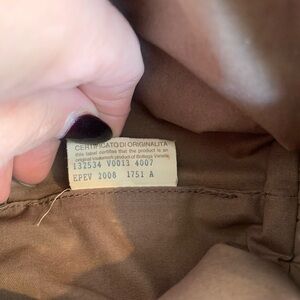 CERTIFICATO DI ORIGINALITA
this label certifies that the product is an
original trademark product of Bottega Veneta
132534 V0013 4007
EPEV 2008 1751 A